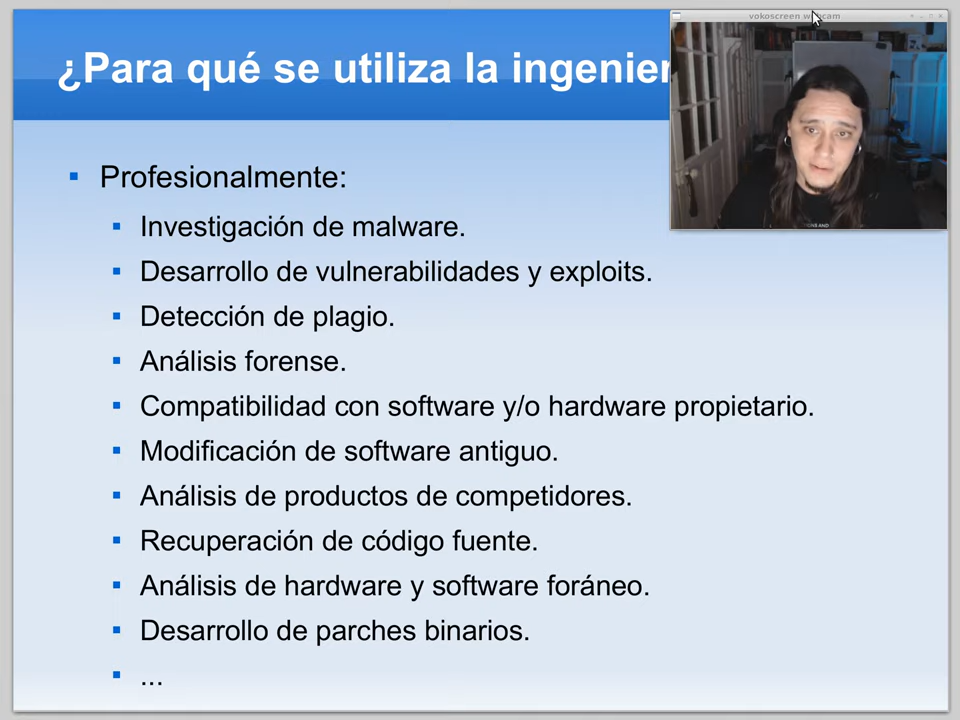 vokoscreen webcam
¿Para qué se utiliza la ingenier
Profesionalmente:
Investigación de malware.
Desarrollo de vulnerabilidades y exploits.
Detección de plagio.
Análisis forense.
Compatibilidad con software y/o hardware propietario.
Modificación de software antiguo.
Análisis de productos de competidores.
Recuperación de código fuente.
Análisis de hardware y software foráneo.
Desarrollo de parches binarios.
...